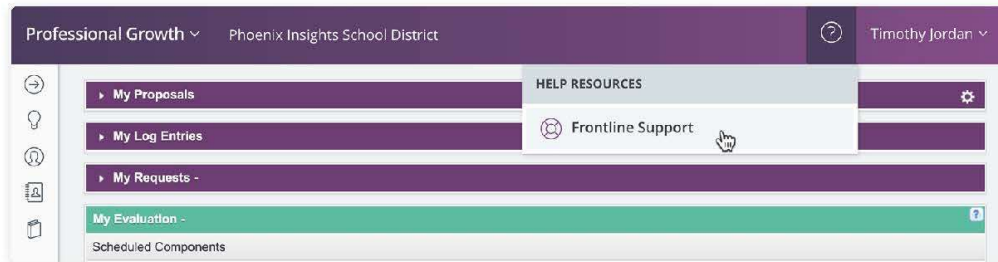 Professional Growth Phoenix Insights School District Timothy Jordan
HELP RESOURCES
Frontline Support
My Proposals
My Log Entries
My Requests -
My Evaluation -
Scheduled Components